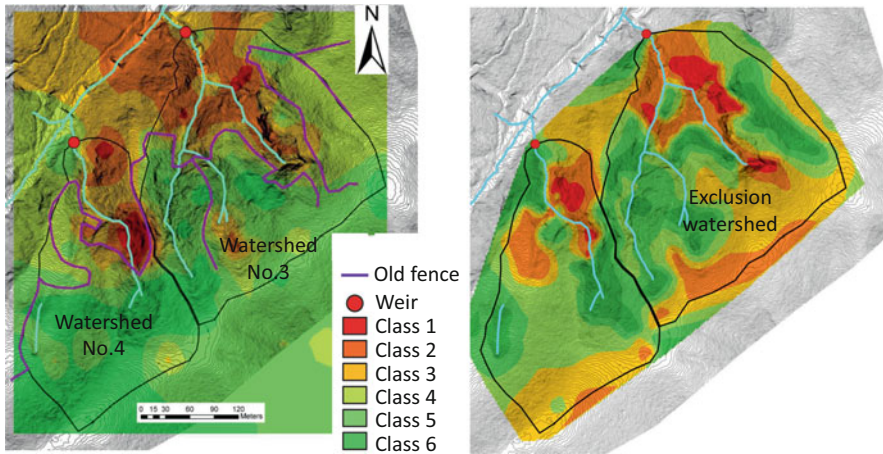 N
Watershed
No.3
Watershed
No.4
0 15 30 60 90 120
Meters
Old fence
Weir
Class 1
Class 2
Class 3
Class 4
Class 5
Class 6
Exclusion
watershed